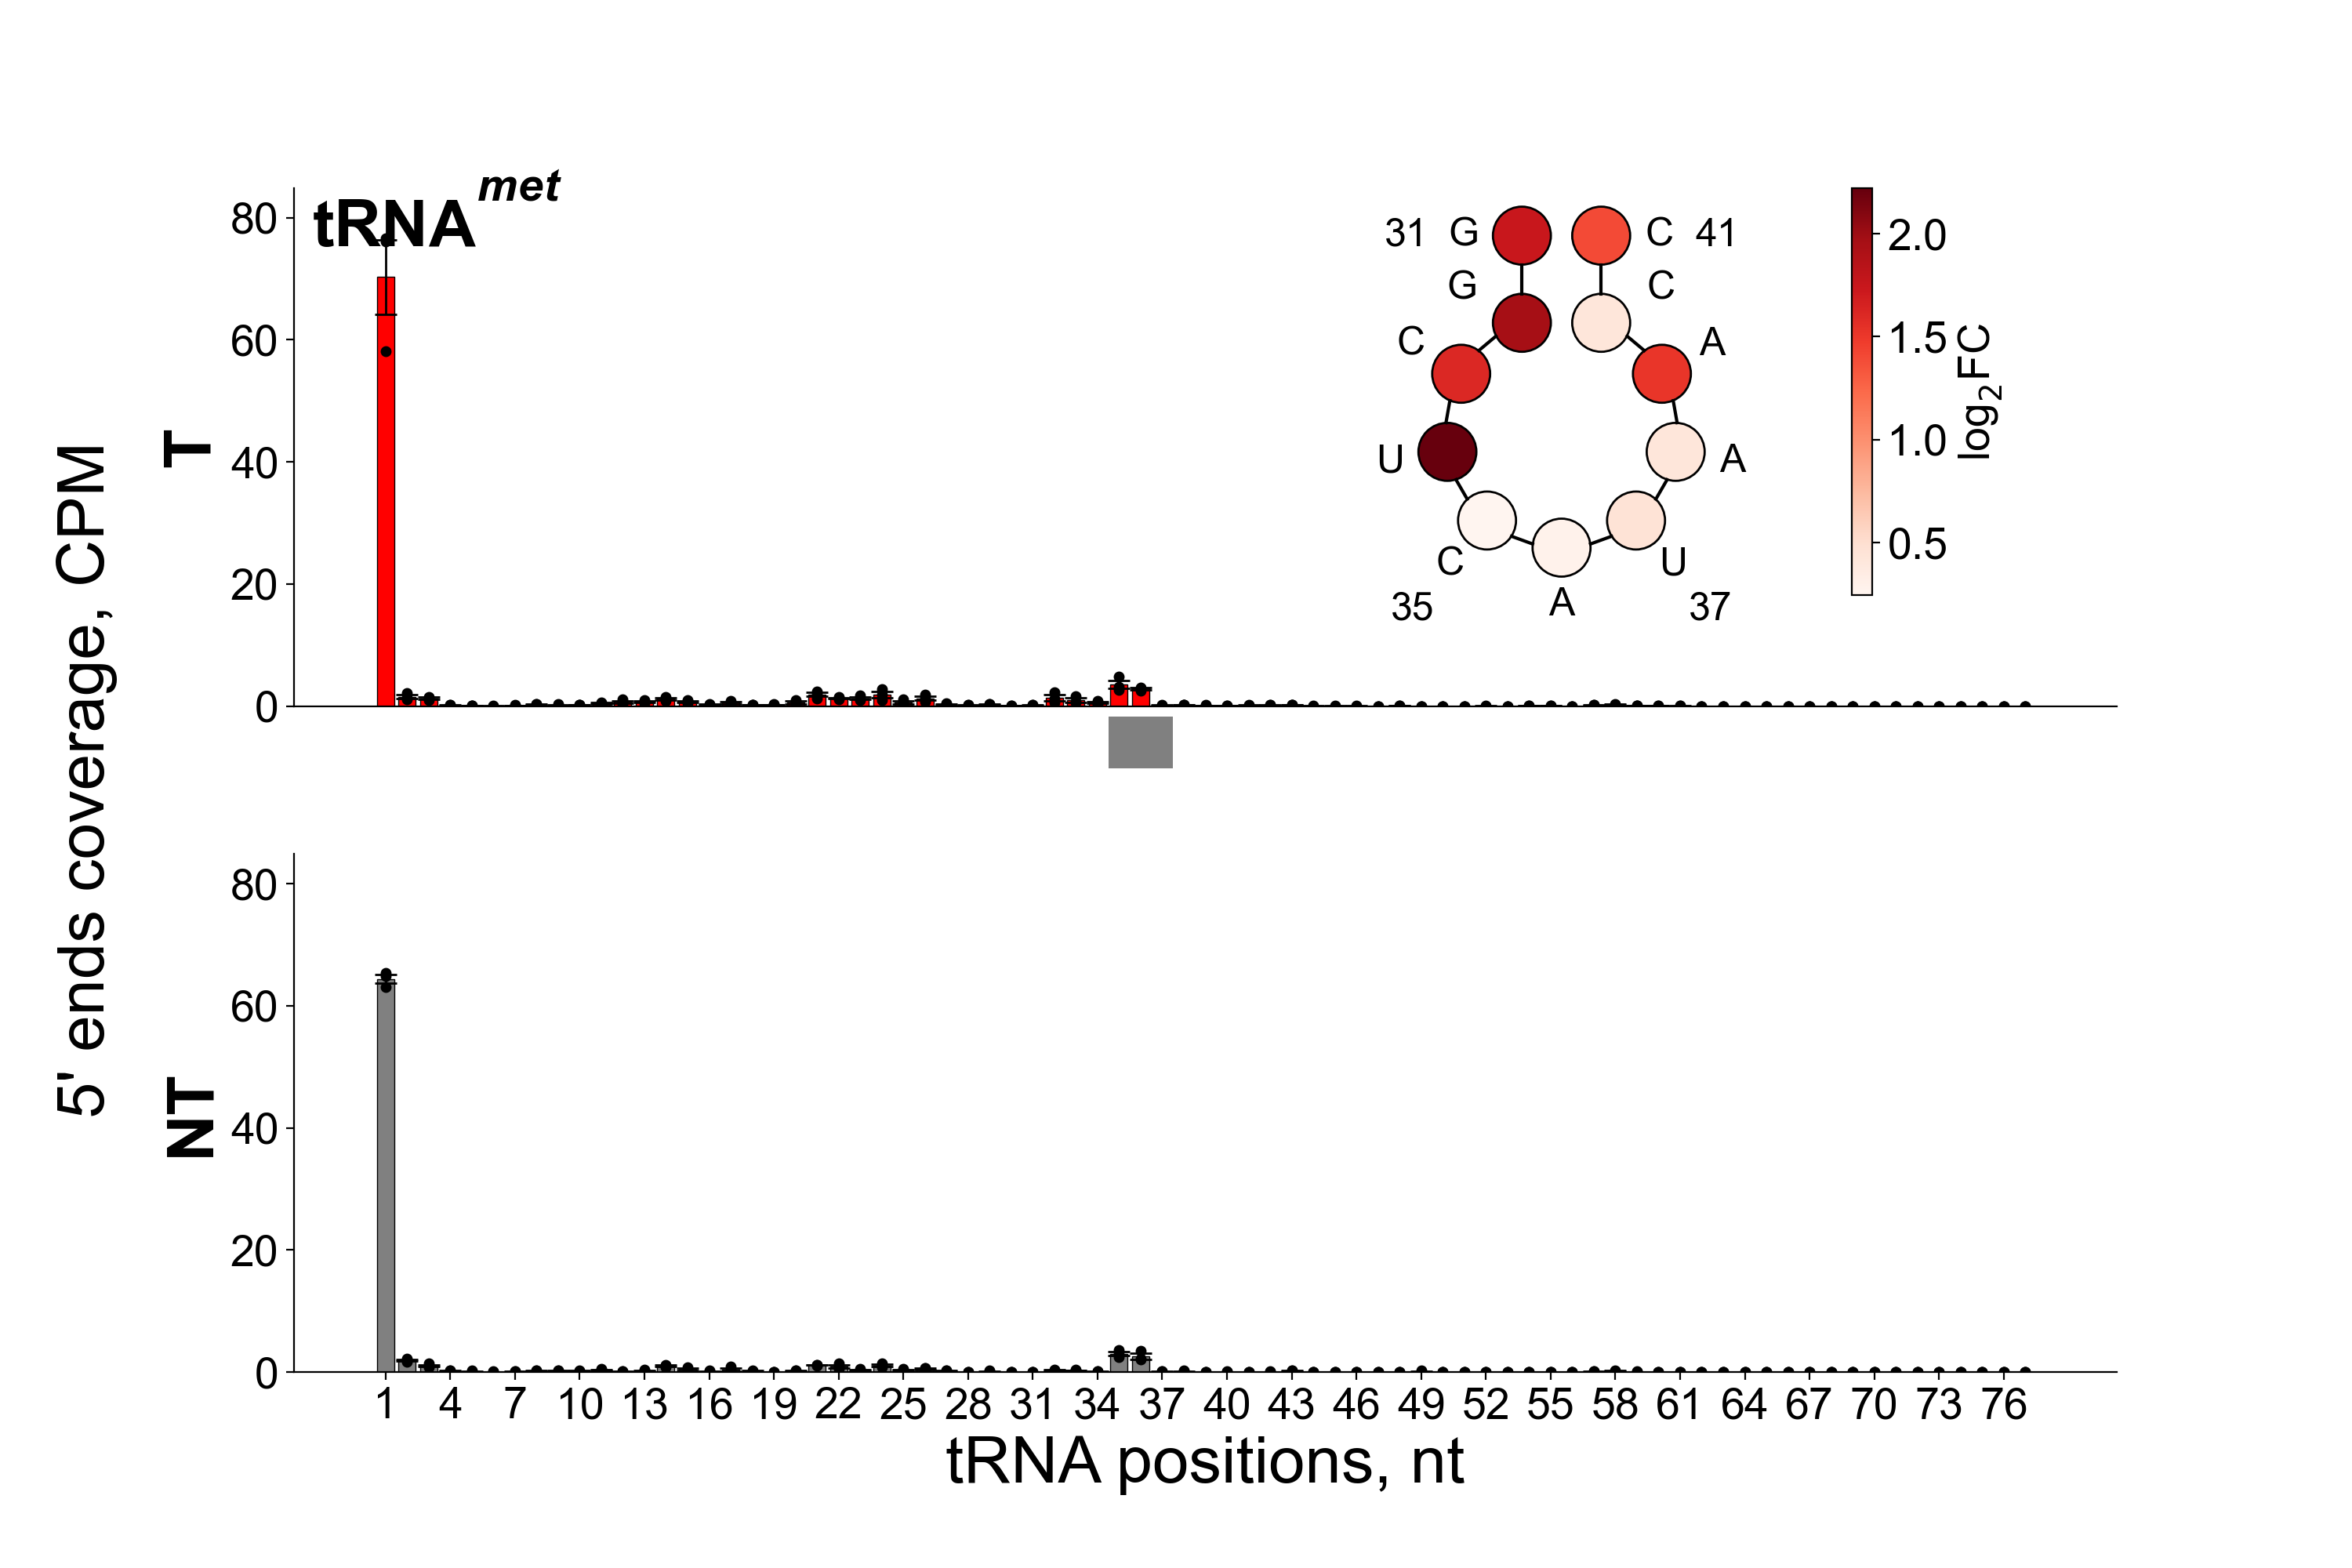 tRNA^met
80
60
40
20
0
T
31 G C 41
G C
C A
U A
C U
A
35 37
2.0
1.5
1.0
0.5
log₂FC
5' ends coverage, CPM
80
60
40
20
0
NT
1 4 7 10 13 16 19 22 25 28 31 34 37 40 43 46 49 52 55 58 61 64 67 70 73 76
tRNA positions, nt